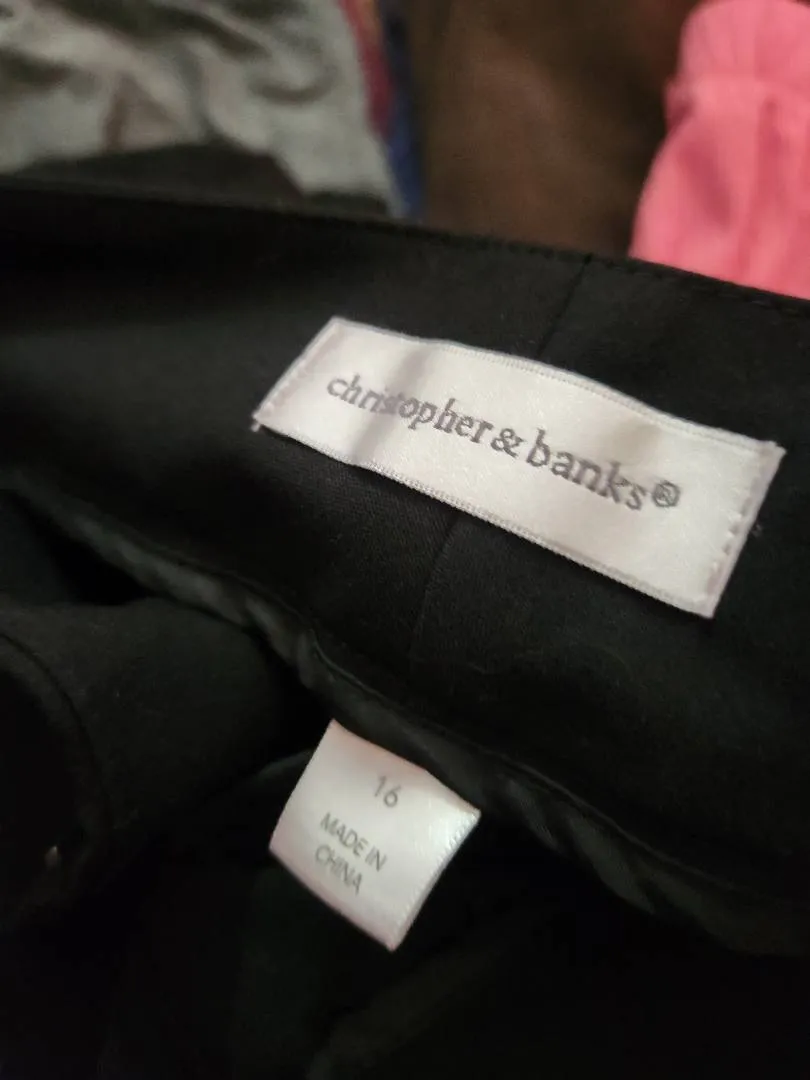 christopher & banks®
16
MADE IN
CHINA